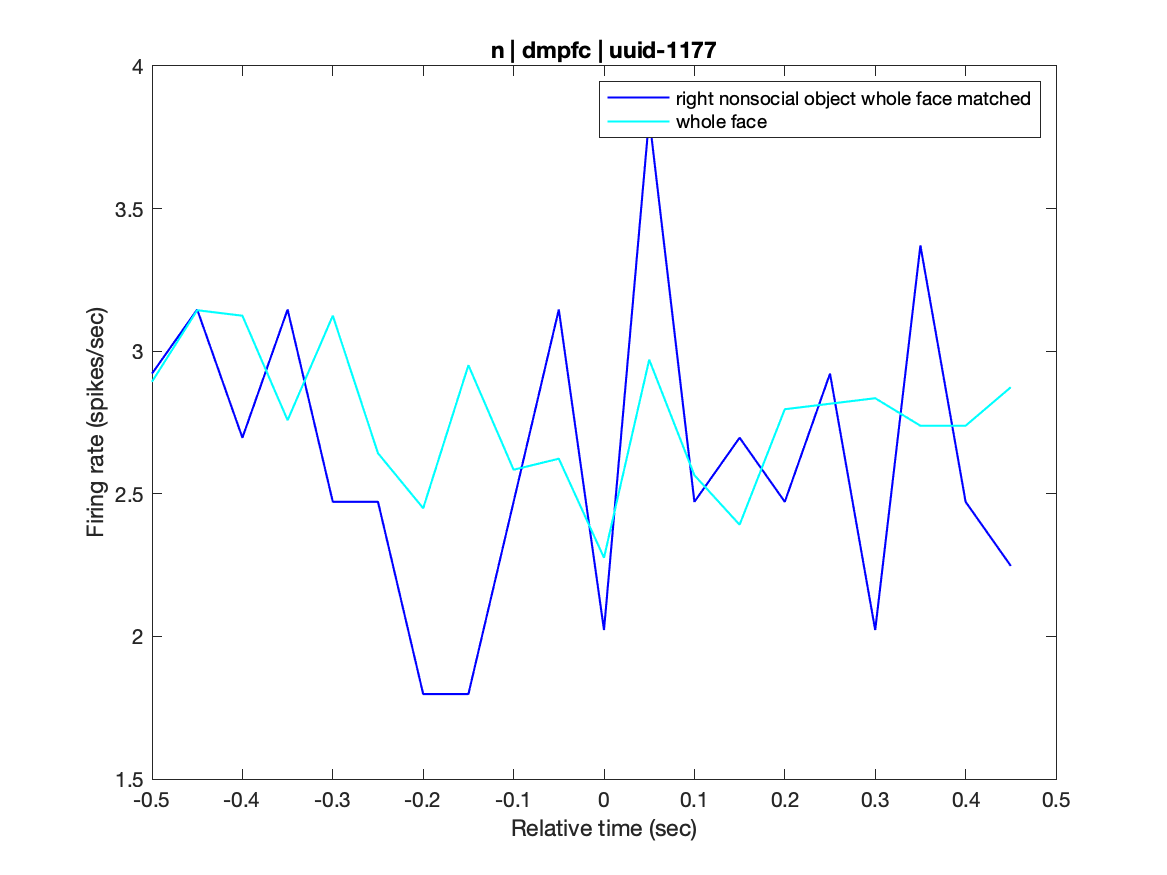 n | dmpfc | uuid-1177
4
right nonsocial object whole face matched
whole face
3.5
3
2.5
2
1.5
Firing rate (spikes/sec)
-0.5 -0.4 -0.3 -0.2 -0.1 0 0.1 0.2 0.3 0.4 0.5
Relative time (sec)